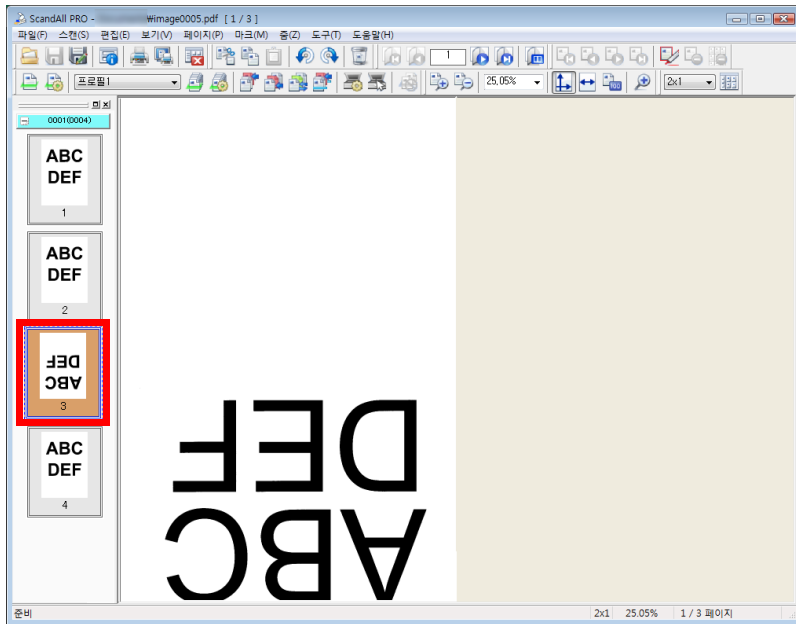 ScandAll PRO - ￦image0005.pdf [ 1 / 3 ]
파일(F) 스캔(S) 편집(E) 보기(V) 페이지(P) 마크(M) 줌(Z) 도구(T) 도움말(H)
1
프로필1 25.05% 100 2x1
0001(0004)
ABC
DEF
1
ABC
DEF
2
ABC
DEF
3
ABC
DEF
4
ABC
DEF
준비 2x1 25.05% 1 / 3 페이지